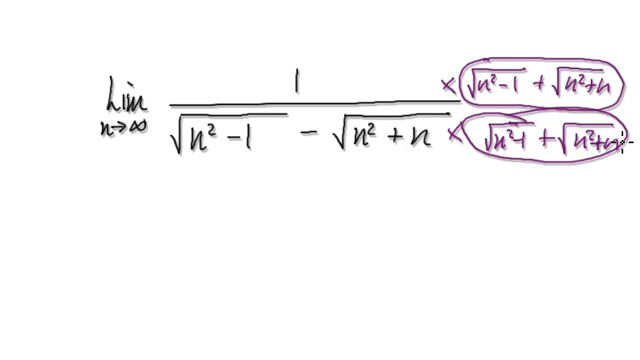 1 × √n²-1 + √n²+n
lim
n→∞
√n² - 1 - √n² + n × √n²-1 + √n²+n